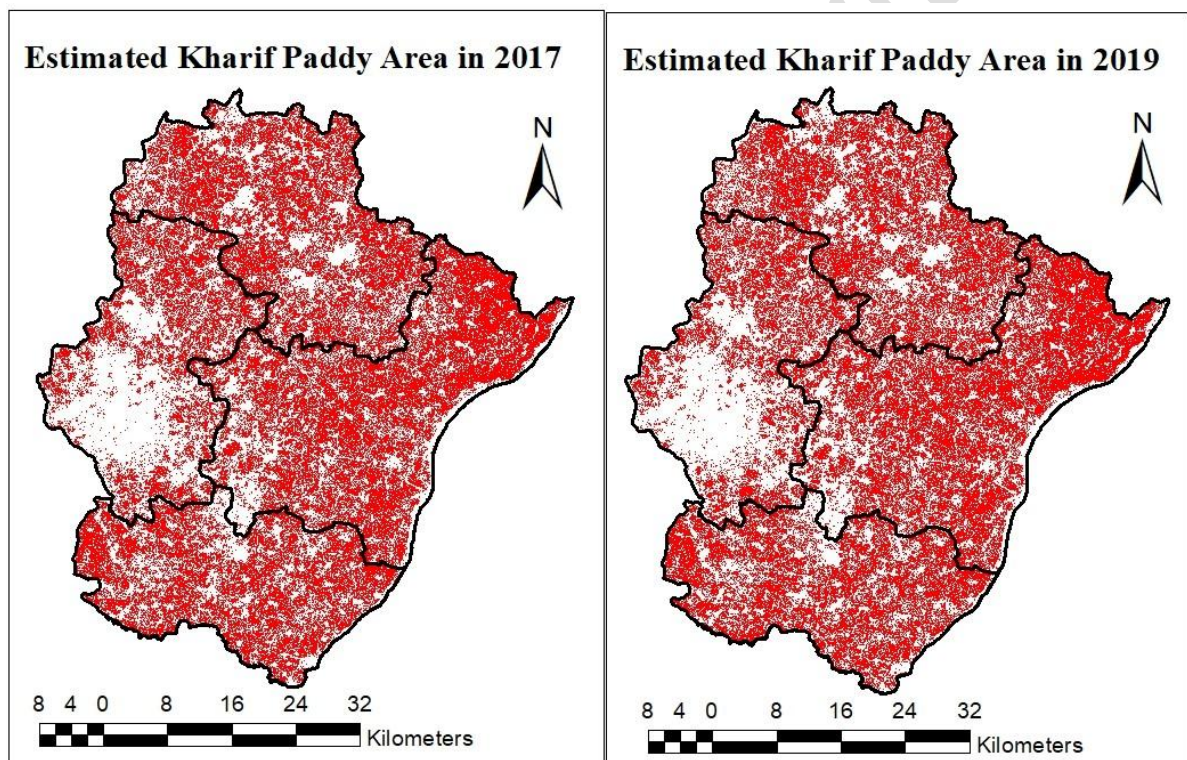 Estimated Kharif Paddy Area in 2017
N
8 4 0 8 16 24 32
Kilometers
Estimated Kharif Paddy Area in 2019
N
8 4 0 8 16 24 32
Kilometers